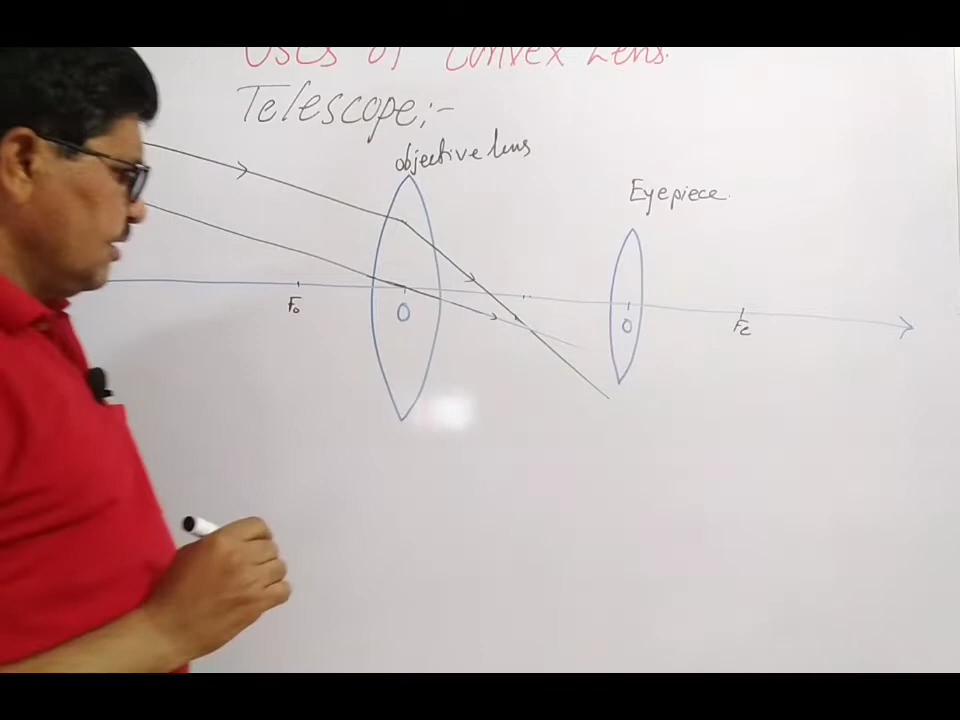 Uses of Convex Lens.
Telescope;-
objective lens
Eyepiece.
Fo
O
O
Fe